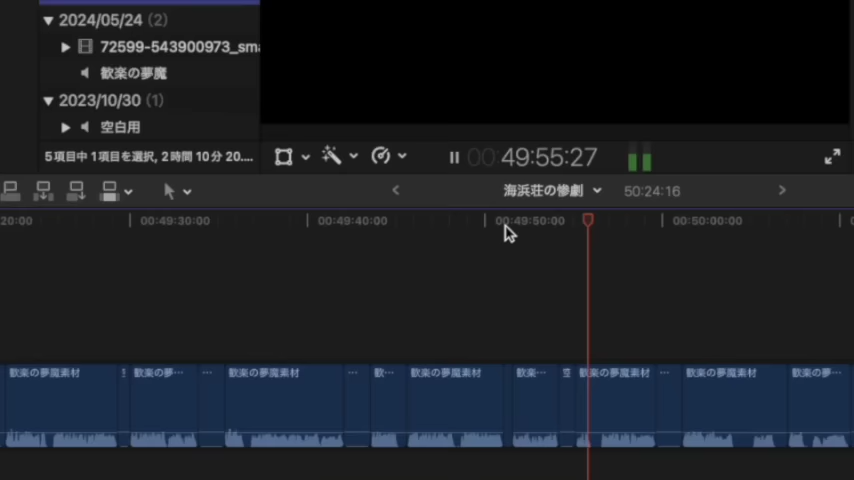 2024/05/24 (2)
72599-543900973_sm
歓楽の夢魔
2023/10/30 (1)
空白用
5項目中1項目を選択, 2時間10分20....
00:49:55:27
海浜荘の惨劇
50:24:16
20:00
00:49:30:00
00:49:40:00
00:49:50:00
00:50:00:00
歓楽の夢魔素材
歓楽の夢…
…
歓楽の夢魔素材
…
歓…
歓楽の夢魔素材
歓楽…
空
歓楽の夢魔素材
…
歓楽の夢魔素材
歓楽の夢…